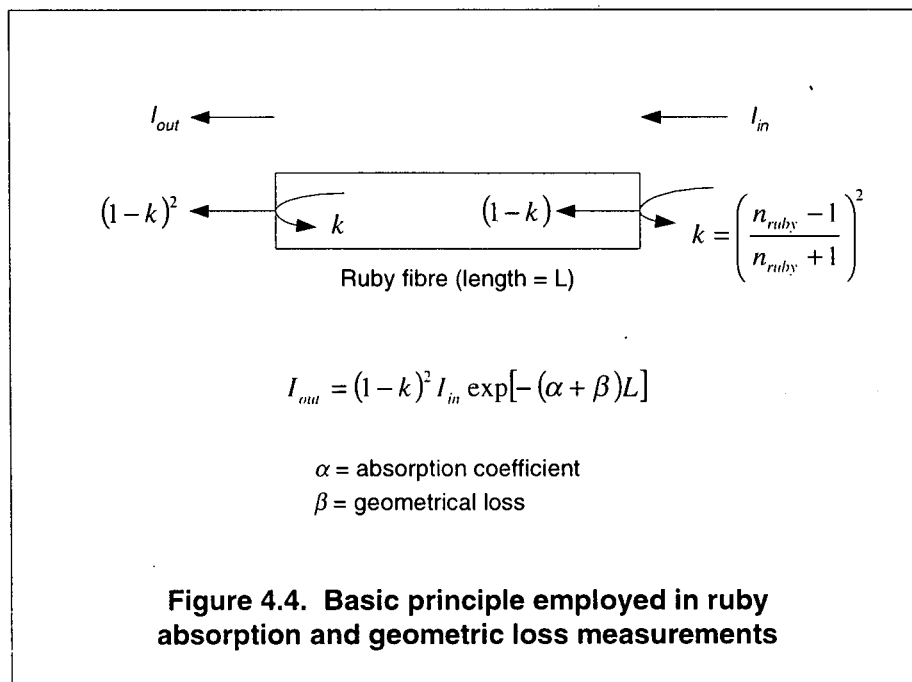 I_out I_in
(1 − k)² k (1 − k) k = ((n_ruby − 1)/(n_ruby + 1))²
Ruby fibre (length = L)
I_out = (1 − k)² I_in exp[− (α + β)L]
α = absorption coefficient
β = geometrical loss
Figure 4.4. Basic principle employed in ruby
absorption and geometric loss measurements